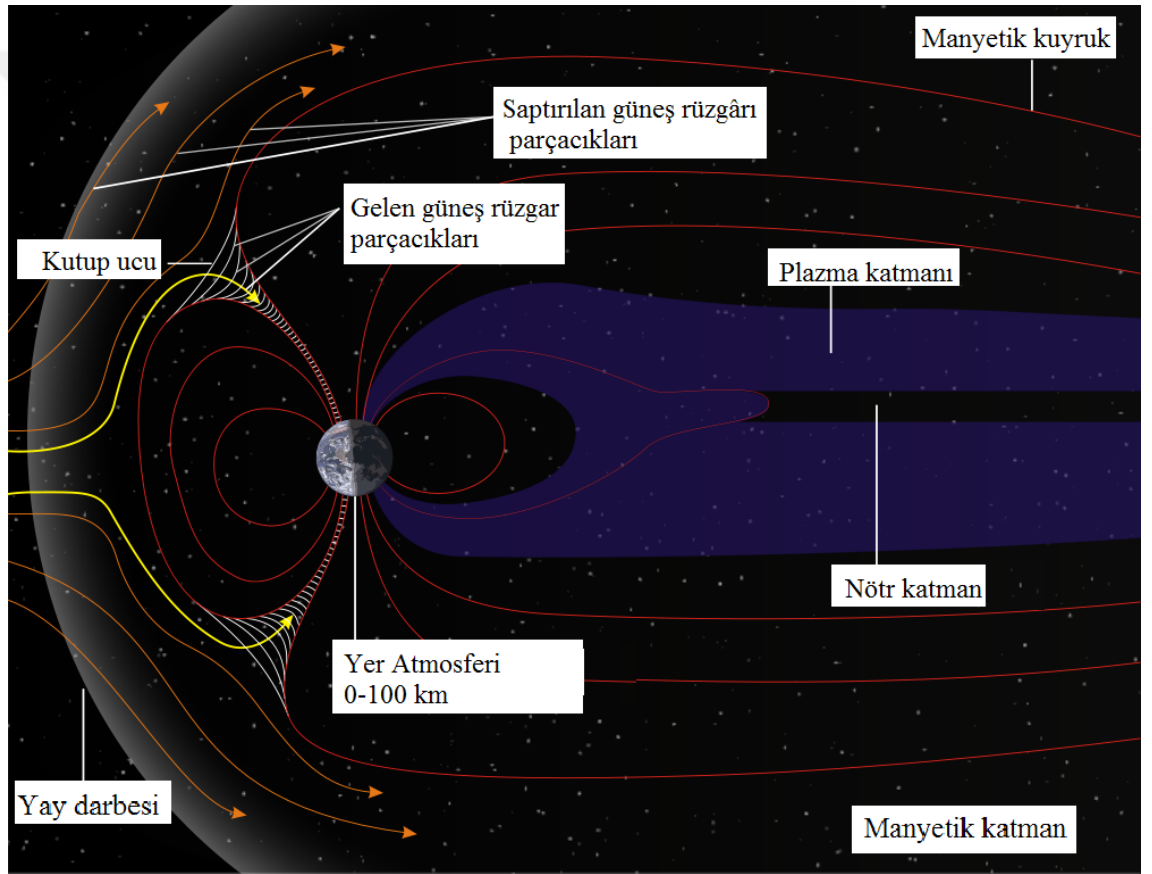 Manyetik kuyruk
Saptırılan güneş rüzgârı
parçacıkları
Gelen güneş rüzgar
parçacıkları
Kutup ucu
Plazma katmanı
Nötr katman
Yer Atmosferi
0-100 km
Yay darbesi
Manyetik katman